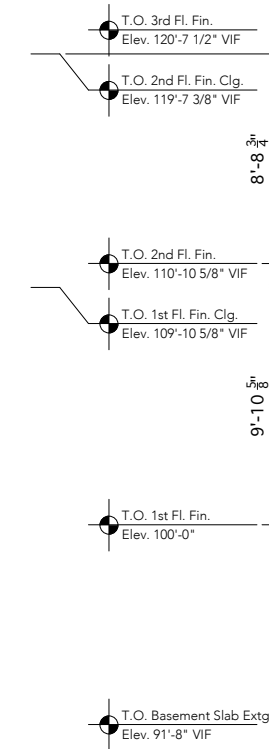 T.O. 3rd Fl. Fin.
Elev. 120'-7 1/2" VIF
T.O. 2nd Fl. Fin. Clg.
Elev. 119'-7 3/8" VIF
8'-8 3/4"
T.O. 2nd Fl. Fin.
Elev. 110'-10 5/8" VIF
T.O. 1st Fl. Fin. Clg.
Elev. 109'-10 5/8" VIF
9'-10 5/8"
T.O. 1st Fl. Fin.
Elev. 100'-0"
T.O. Basement Slab Extg
Elev. 91'-8" VIF